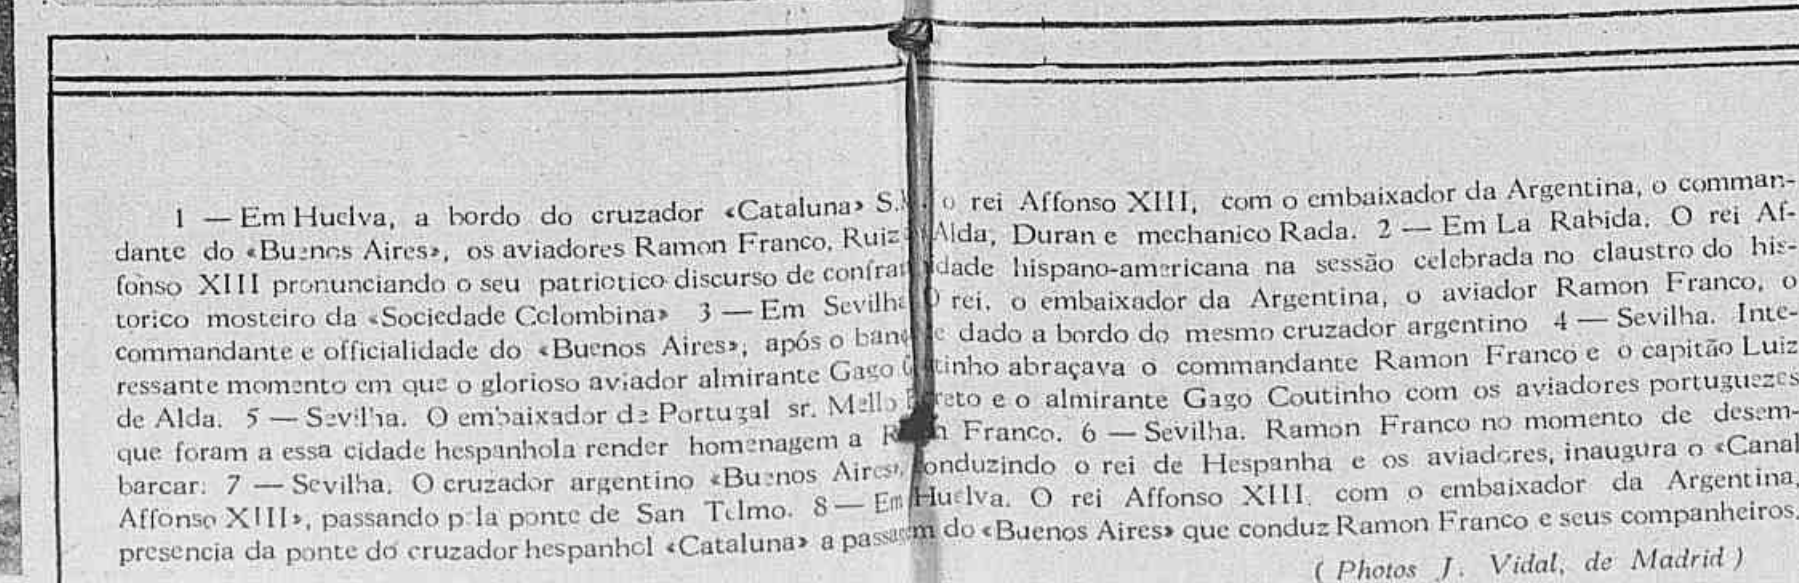 1 — Em Huelva, a bordo do cruzador «Cataluna» S. o rei Affonso XIII, com o embaixador da Argentina, o comman-
dante do «Buenos Aires», os aviadores Ramon Franco, Ruiz Alda, Duran e mechanico Rada. 2 — Em La Rabida. O rei Af-
fonso XIII pronunciando o seu patriotico discurso de hispano-americana na sessão celebrada no claustro do his-
torico mosteiro da «Sociedade Colombina» 3 — Em Sevilha O rei, o embaixador da Argentina, o aviador Ramon Franco, o
commandante e officialidade do «Buenos Aires», após o dado a bordo do mesmo cruzador argentino 4 — Sevilha. Inte-
ressante momento em que o glorioso aviador almirante Gago Coutinho abraçava o commandante Ramon Franco e o capitão Luiz
de Alda. 5 — Sevilha. O embaixador de Portugal sr. Mello Barreto e o almirante Gago Coutinho com os aviadores portuguezes
que foram a essa cidade hespanhola render homenagem a Ramon Franco. 6 — Sevilha. Ramon Franco no momento de desem-
barcar. 7 — Sevilha. O cruzador argentino «Buenos Aires», conduzindo o rei de Hespanha e os aviadores, inaugura o «Canal
Affonso XIII», passando pela ponte de San Telmo. 8 — Em Huelva. O rei Affonso XIII, com o embaixador da Argentina,
presencia da ponte do cruzador hespanhol «Cataluna» a passagem do «Buenos Aires» que conduz Ramon Franco e seus companheiros.
(Photos J. Vidal, de Madrid)